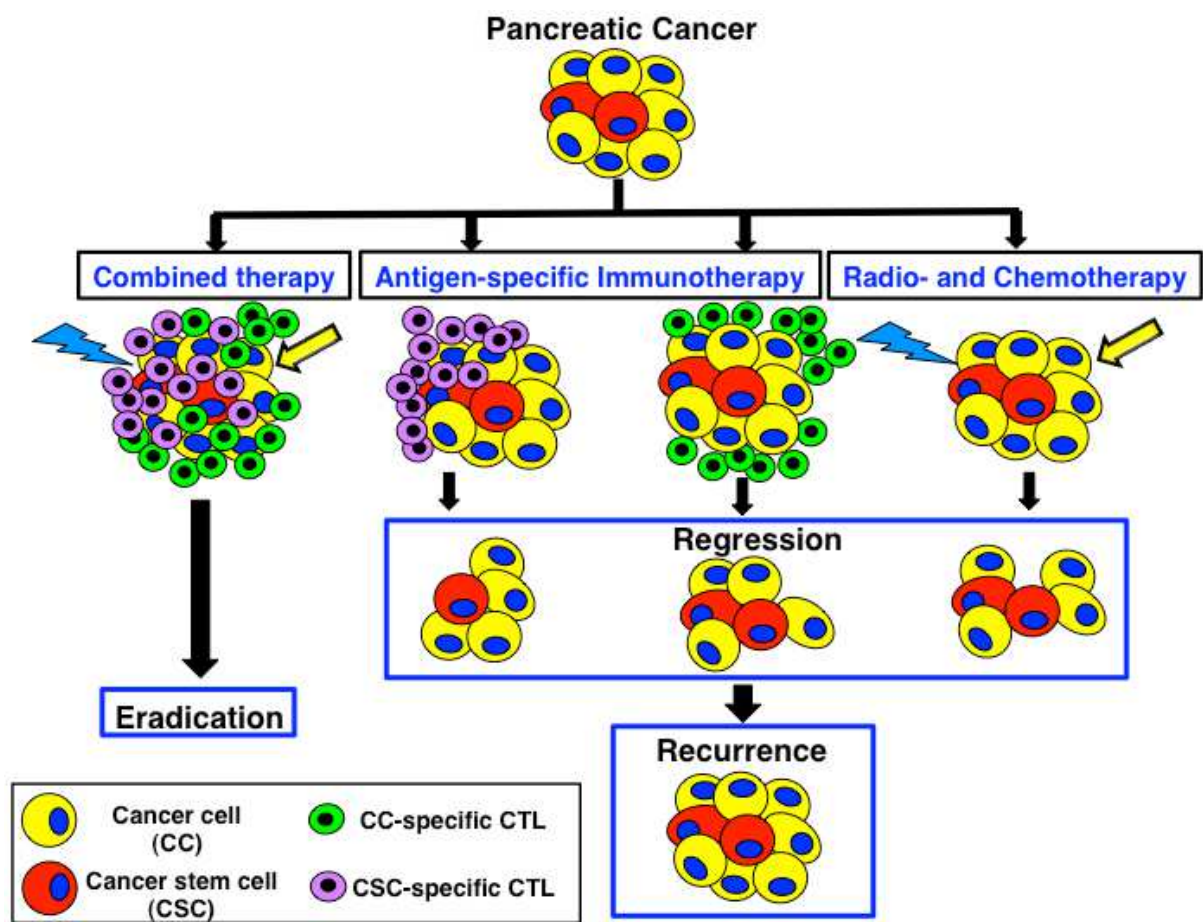 Pancreatic Cancer
Combined therapy
Antigen-specific Immunotherapy
Radio- and Chemotherapy
Regression
Eradication
Recurrence
Cancer cell
(CC)
CC-specific CTL
Cancer stem cell
(CSC)
CSC-specific CTL